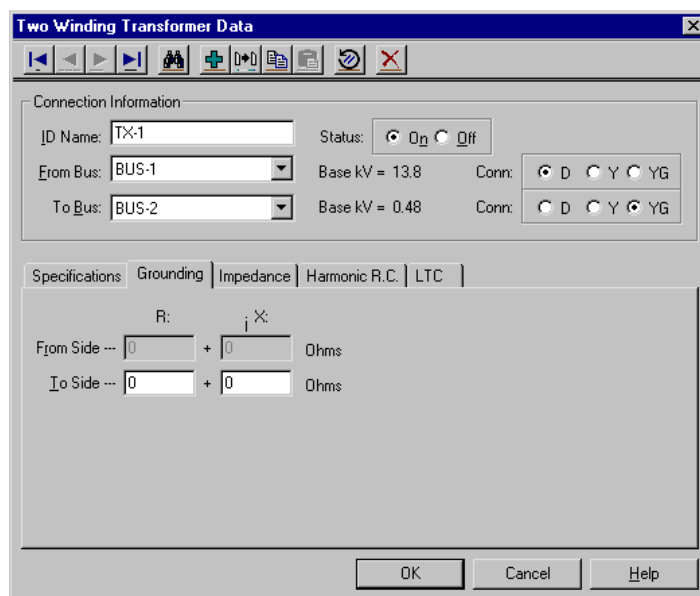 Two Winding Transformer Data
Connection Information
ID Name: TX-1 Status: On Off
From Bus: BUS-1 Base kV = 13.8 Conn: D Y YG
To Bus: BUS-2 Base kV = 0.48 Conn: D Y YG
Specifications Grounding Impedance Harmonic R.C. LTC
R: j X:
From Side --- 0 + 0 Ohms
To Side --- 0 + 0 Ohms
OK Cancel Help